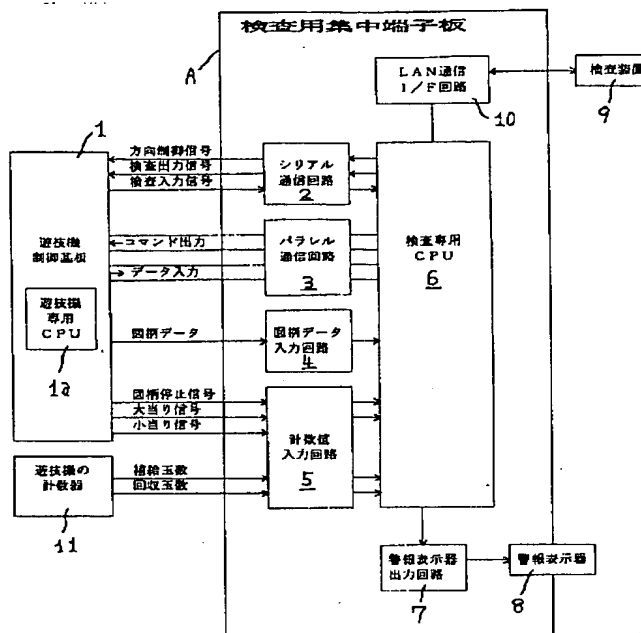 検査用集中端子板
A
LAN通信
I/F回路
10
検査装置
9
1
方向制御信号
検査出力信号
検査入力信号
シリアル
通信回路
2
遊技機
制御基板
コマンド出力
データ入力
パラレル
通信回路
3
検査専用
CPU
6
遊技機
専用
CPU
1a
図柄データ
図柄データ
入力回路
4
図柄停止信号
大当り信号
小当り信号
計数値
入力回路
5
遊技機の
計数器
11
補給玉数
回収玉数
警報表示器
出力回路
7
警報表示器
8